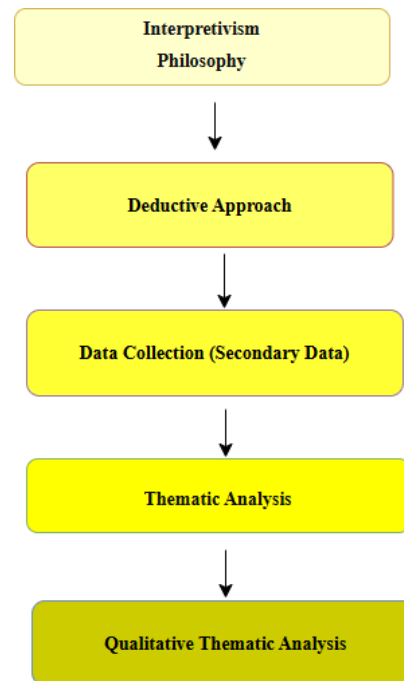 Interpretivism
Philosophy
Deductive Approach
Data Collection (Secondary Data)
Thematic Analysis
Qualitative Thematic Analysis